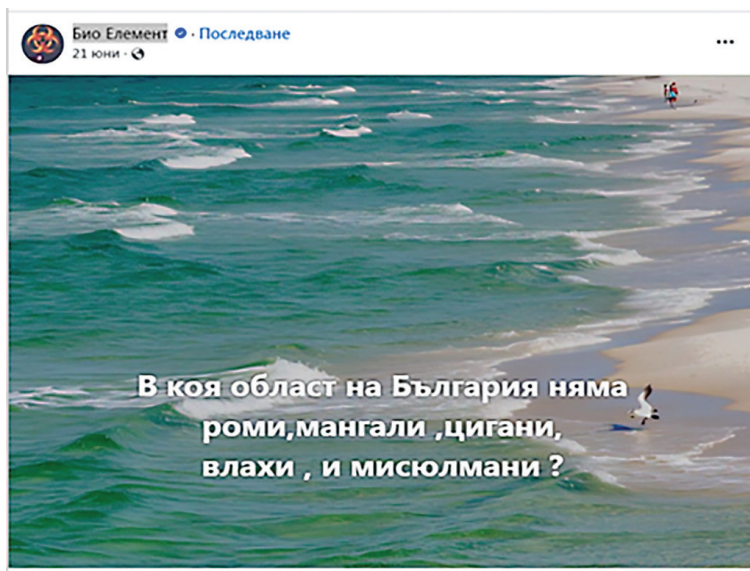 Био Елемент · Последване
21 юни ·
В коя област на България няма
роми,мангали ,цигани,
влахи , и мисюлмани ?